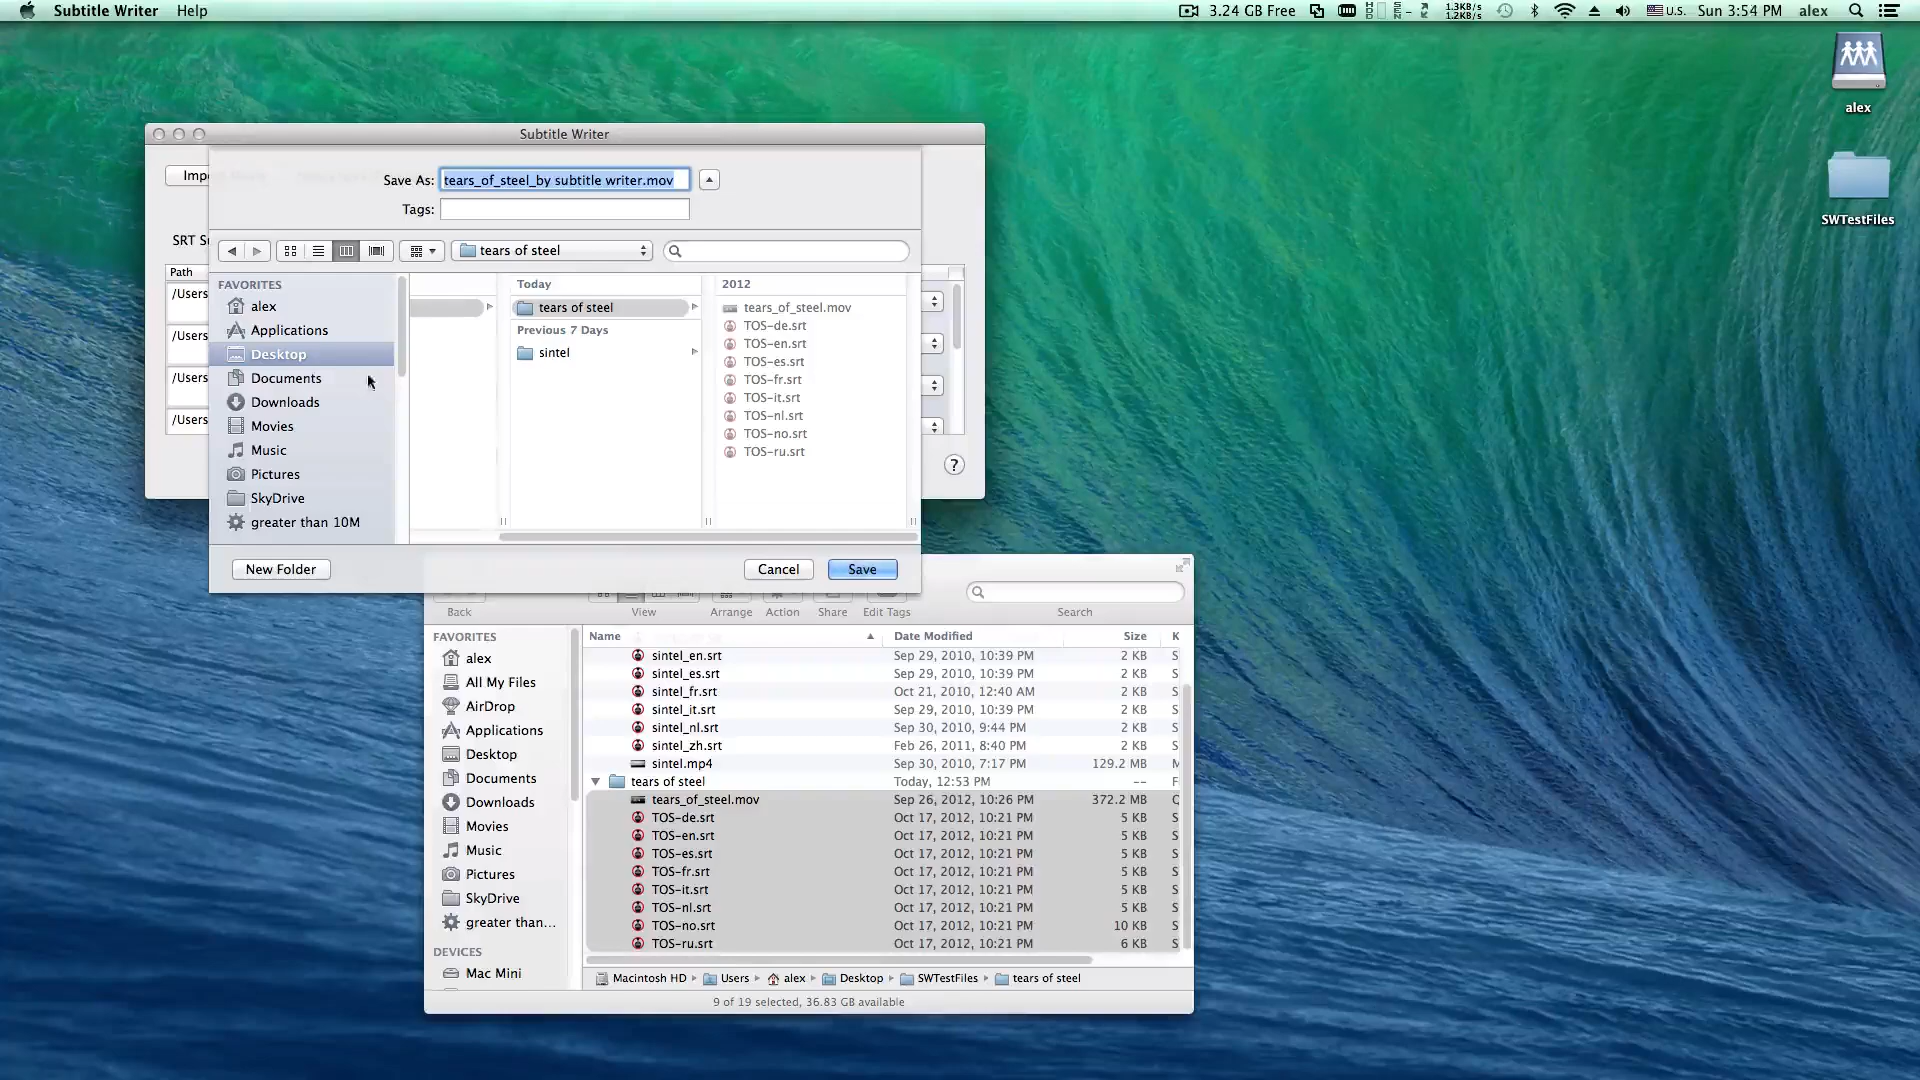 Subtitle Writer Help 3.24 GB Free 1.3KB/s 1.2KB/s U.S. Sun 3:54 PM alex
alex
SWTestFiles
Subtitle Writer
Impo
SRT Su
Path
/Users
/Users
/Users
/Users
?
Save As: tears_of_steel_by subtitle writer.mov
Tags:
tears of steel
FAVORITES
alex
Applications
Desktop
Documents
Downloads
Movies
Music
Pictures
SkyDrive
greater than 10M
Today
tears of steel
Previous 7 Days
sintel
2012
tears_of_steel.mov
TOS-de.srt
TOS-en.srt
TOS-es.srt
TOS-fr.srt
TOS-it.srt
TOS-nl.srt
TOS-no.srt
TOS-ru.srt
New Folder Cancel Save
Back View Arrange Action Share Edit Tags Search
FAVORITES
alex
All My Files
AirDrop
Applications
Desktop
Documents
Downloads
Movies
Music
Pictures
SkyDrive
greater than...
DEVICES
Mac Mini
Name Date Modified Size K
sintel_en.srt Sep 29, 2010, 10:39 PM 2 KB S
sintel_es.srt Sep 29, 2010, 10:39 PM 2 KB S
sintel_fr.srt Oct 21, 2010, 12:40 AM 2 KB S
sintel_it.srt Sep 29, 2010, 10:39 PM 2 KB S
sintel_nl.srt Sep 30, 2010, 9:44 PM 2 KB S
sintel_zh.srt Feb 26, 2011, 8:40 PM 2 KB S
sintel.mp4 Sep 30, 2010, 7:17 PM 129.2 MB M
tears of steel Today, 12:53 PM -- F
tears_of_steel.mov Sep 26, 2012, 10:26 PM 372.2 MB Q
TOS-de.srt Oct 17, 2012, 10:21 PM 5 KB S
TOS-en.srt Oct 17, 2012, 10:21 PM 5 KB S
TOS-es.srt Oct 17, 2012, 10:21 PM 5 KB S
TOS-fr.srt Oct 17, 2012, 10:21 PM 5 KB S
TOS-it.srt Oct 17, 2012, 10:21 PM 5 KB S
TOS-nl.srt Oct 17, 2012, 10:21 PM 5 KB S
TOS-no.srt Oct 17, 2012, 10:21 PM 10 KB S
TOS-ru.srt Oct 17, 2012, 10:21 PM 6 KB S
Macintosh HD Users alex Desktop SWTestFiles tears of steel
9 of 19 selected, 36.83 GB available